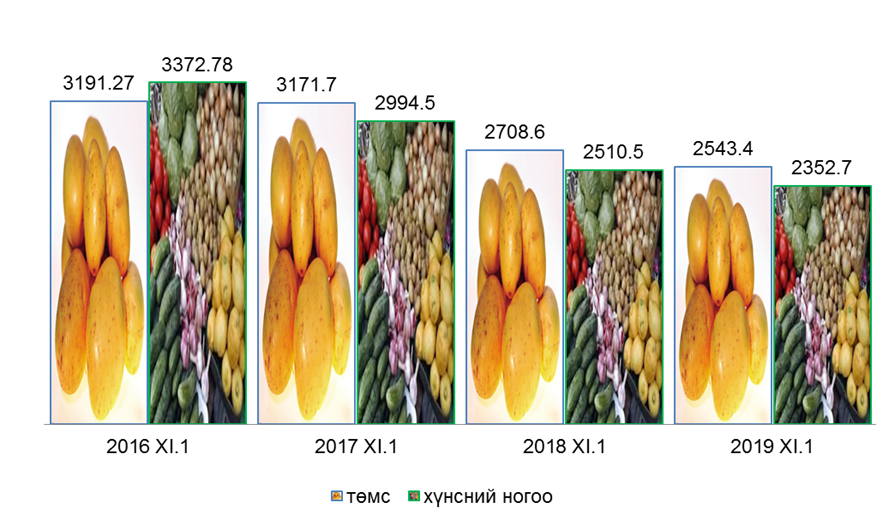 3191.27
3372.78
3171.7
2994.5
2708.6
2510.5
2543.4
2352.7
2016 XI.1
2017 XI.1
2018 XI.1
2019 XI.1
төмс
хүнсний ногоо